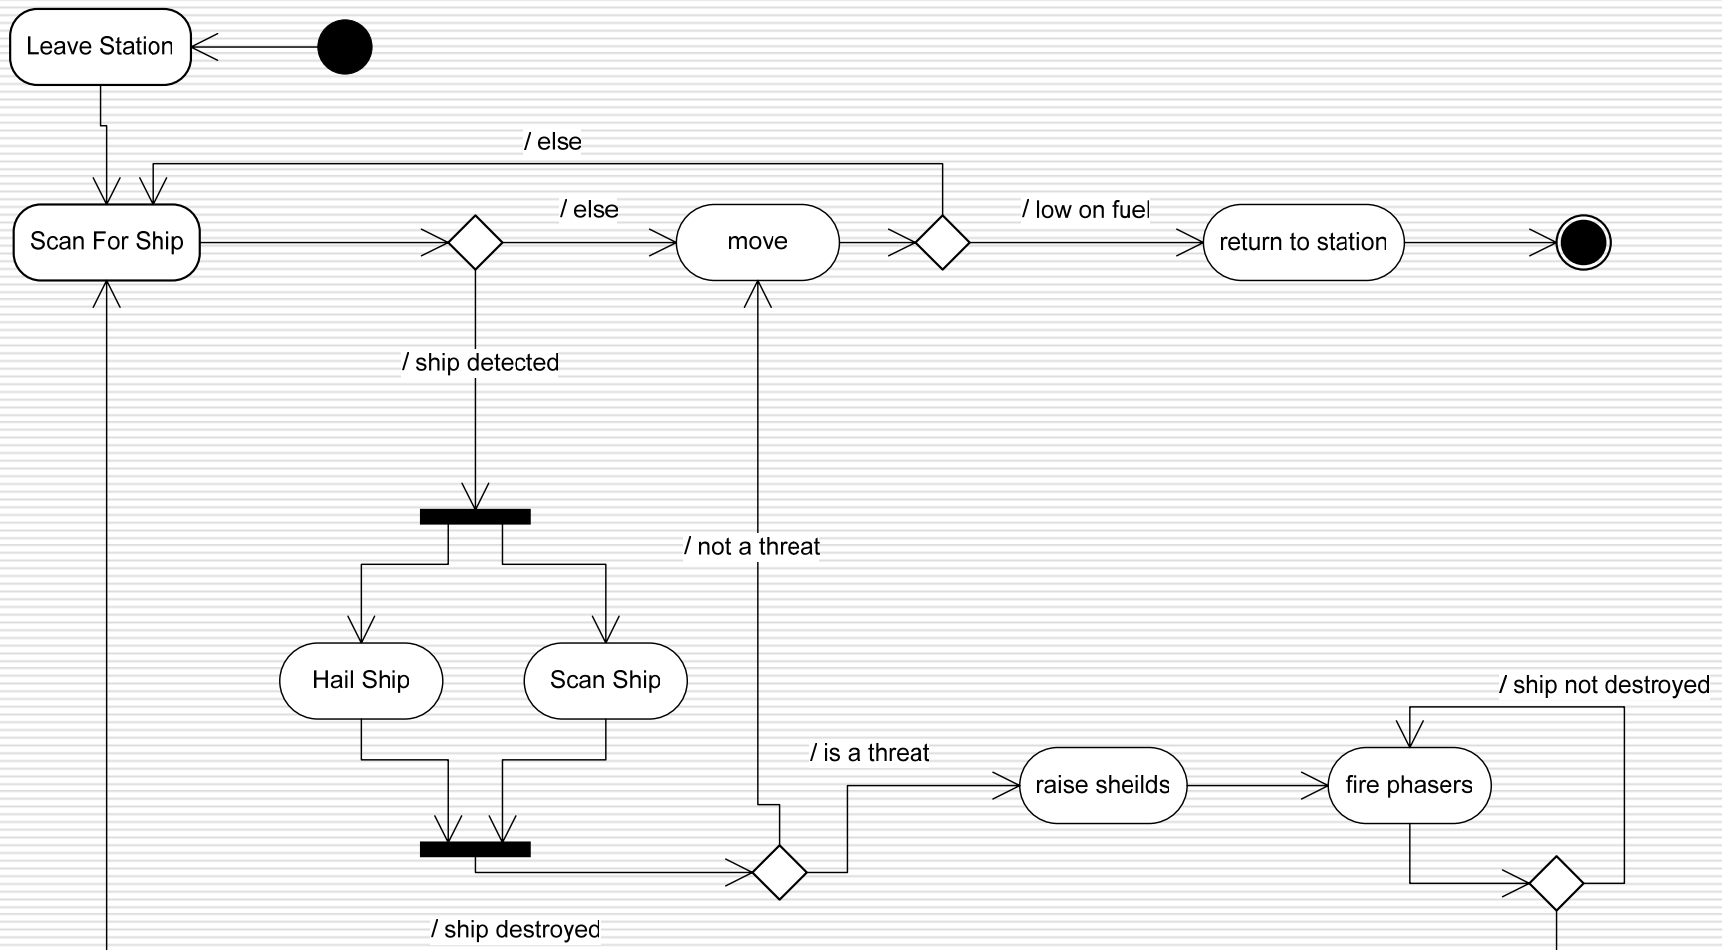 Leave Station
/ else
/ else
/ low on fuel
Scan For Ship
move
return to station
/ ship detected
/ not a threat
Hail Ship
Scan Ship
/ ship not destroyed
/ is a threat
raise sheilds
fire phasers
/ ship destroyed